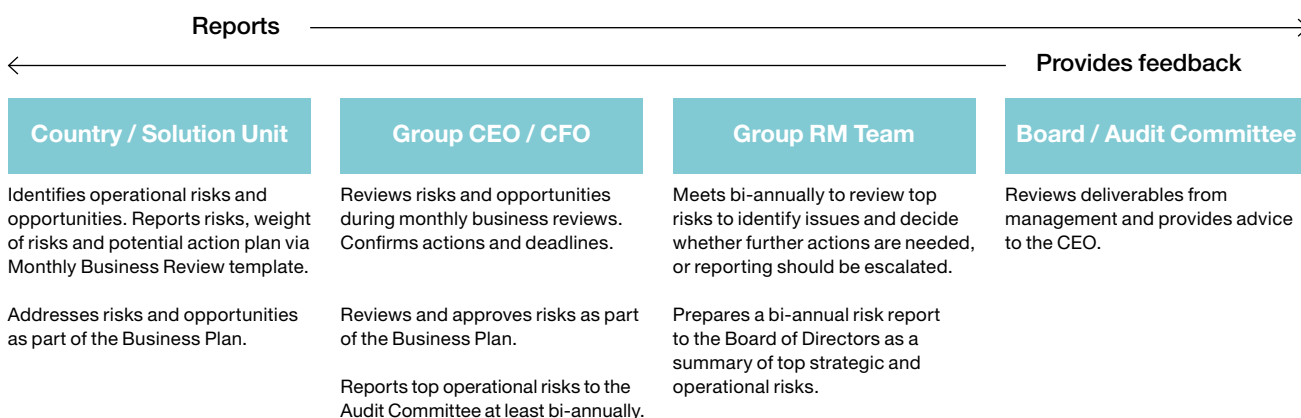 Reports
Provides feedback
Country / Solution Unit
Identifies operational risks and
opportunities. Reports risks, weight
of risks and potential action plan via
Monthly Business Review template.
Addresses risks and opportunities
as part of the Business Plan.
Group CEO / CFO
Reviews risks and opportunities
during monthly business reviews.
Confirms actions and deadlines.
Reviews and approves risks as part
of the Business Plan.
Reports top operational risks to the
Audit Committee at least bi-annually.
Group RM Team
Meets bi-annually to review top
risks to identify issues and decide
whether further actions are needed,
or reporting should be escalated.
Prepares a bi-annual risk report
to the Board of Directors as a
summary of top strategic and
operational risks.
Board / Audit Committee
Reviews deliverables from
management and provides advice
to the CEO.